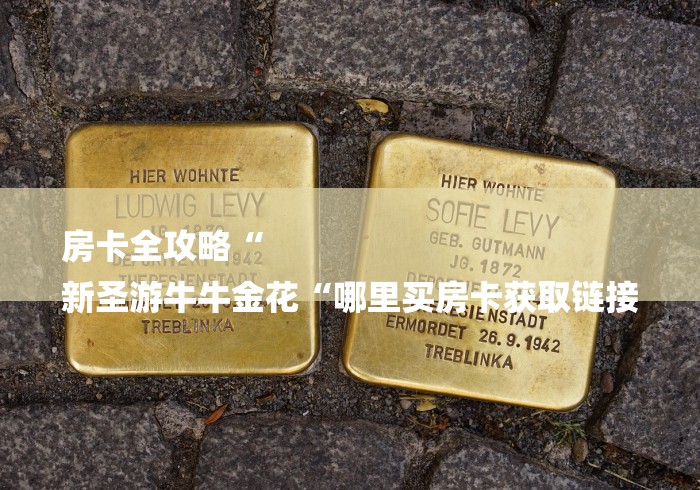 HIER WOHNTE
LUDWIG LEVY
HIER WOHNTE
SOFIE LEVY
GEB. GUTMANN
JG. 1872
房卡全攻略“
新圣游牛牛金花“哪里买房卡获取链接
1942
THERESIENSTADT
TREBLINKA
ERMORDET 26.9.1942
TREBLINKA